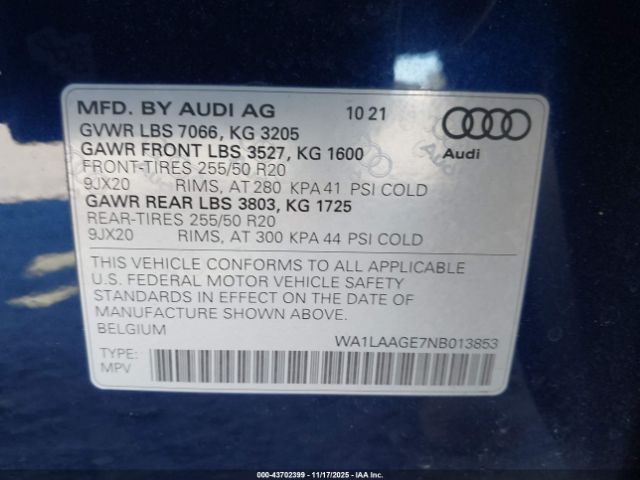 MFD. BY AUDI AG 10 21
GVWR LBS 7066, KG 3205
GAWR FRONT LBS 3527, KG 1600
FRONT-TIRES 255/50 R20
9JX20 RIMS, AT 280 KPA 41 PSI COLD
GAWR REAR LBS 3803, KG 1725
REAR-TIRES 255/50 R20
9JX20 RIMS, AT 300 KPA 44 PSI COLD
Audi
THIS VEHICLE CONFORMS TO ALL APPLICABLE
U.S. FEDERAL MOTOR VEHICLE SAFETY
STANDARDS IN EFFECT ON THE DATE OF
MANUFACTURE SHOWN ABOVE.
BELGIUM
WA1LAAGE7NB013853
TYPE:
MPV
000-43702399 - 11/17/2025 - IAA Inc.